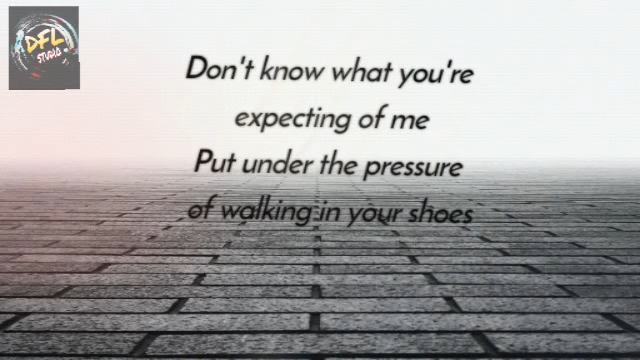 DFL
STUDIO
Don't know what you're
expecting of me
Put under the pressure
of walking in your shoes